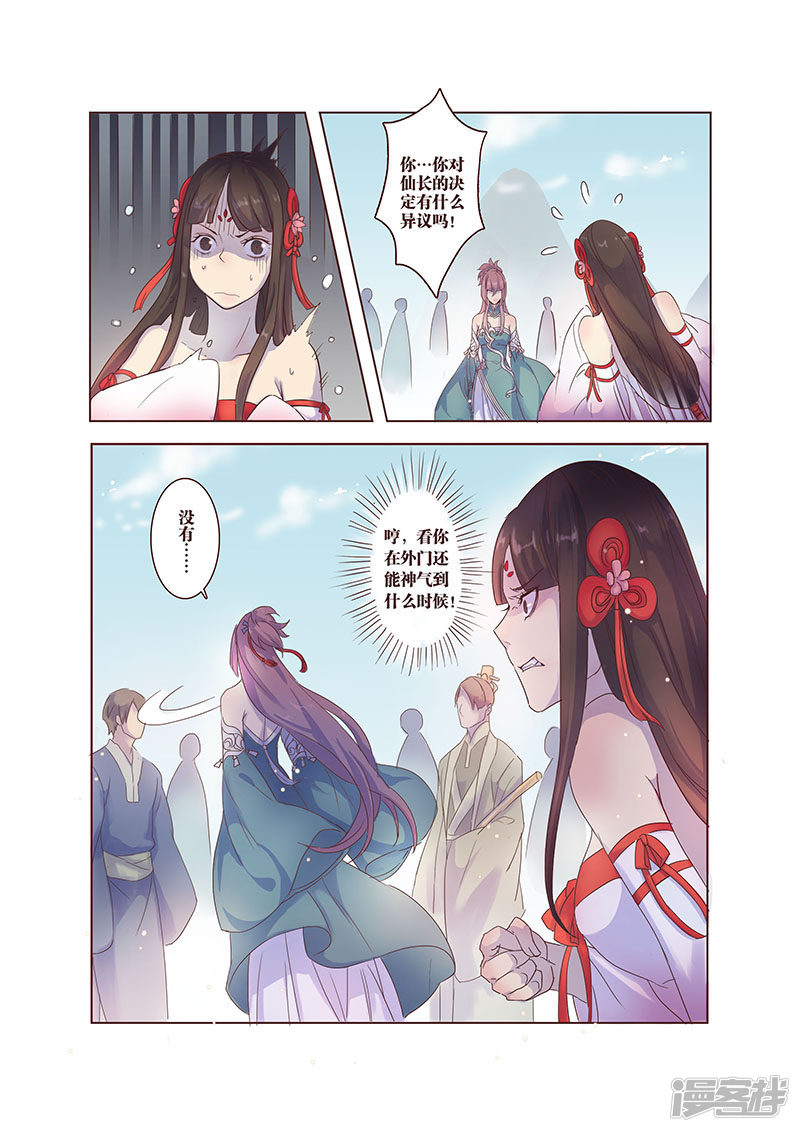 你…你对
仙长的决
定有什么
异议吗！
没有……
哼，看你
在外门还
能神气到
什么时候！
漫客栈